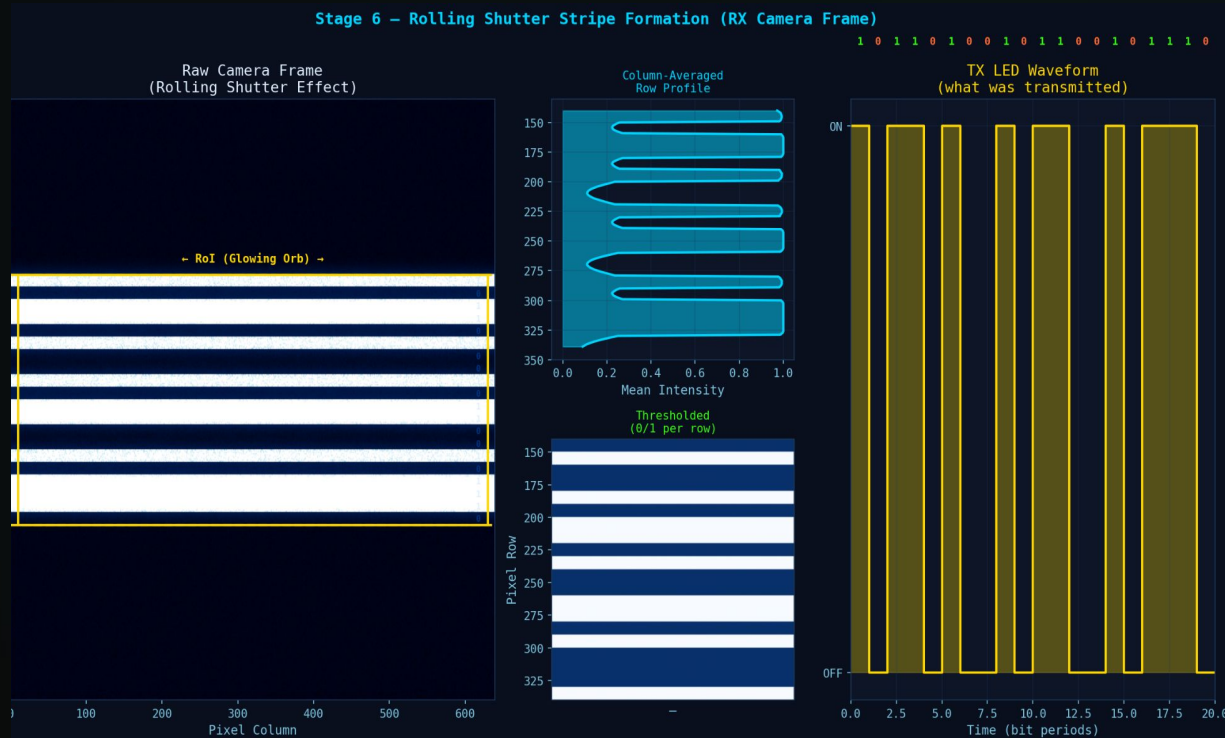 Stage 6 — Rolling Shutter Stripe Formation (RX Camera Frame)
1 0 1 1 0 1 0 0 1 0 1 1 0 0 1 0 1 1 1 0
Raw Camera Frame
(Rolling Shutter Effect)
← RoI (Glowing Orb) →
100 200 300 400 500 600
Pixel Column
Column-Averaged
Row Profile
150
175
200
225
250
275
300
325
350
0.0 0.2 0.4 0.6 0.8 1.0
Mean Intensity
Thresholded
(0/1 per row)
Pixel Row
150
175
200
225
250
275
300
325
—
TX LED Waveform
(what was transmitted)
ON
OFF
0.0 2.5 5.0 7.5 10.0 12.5 15.0 17.5 20.0
Time (bit periods)